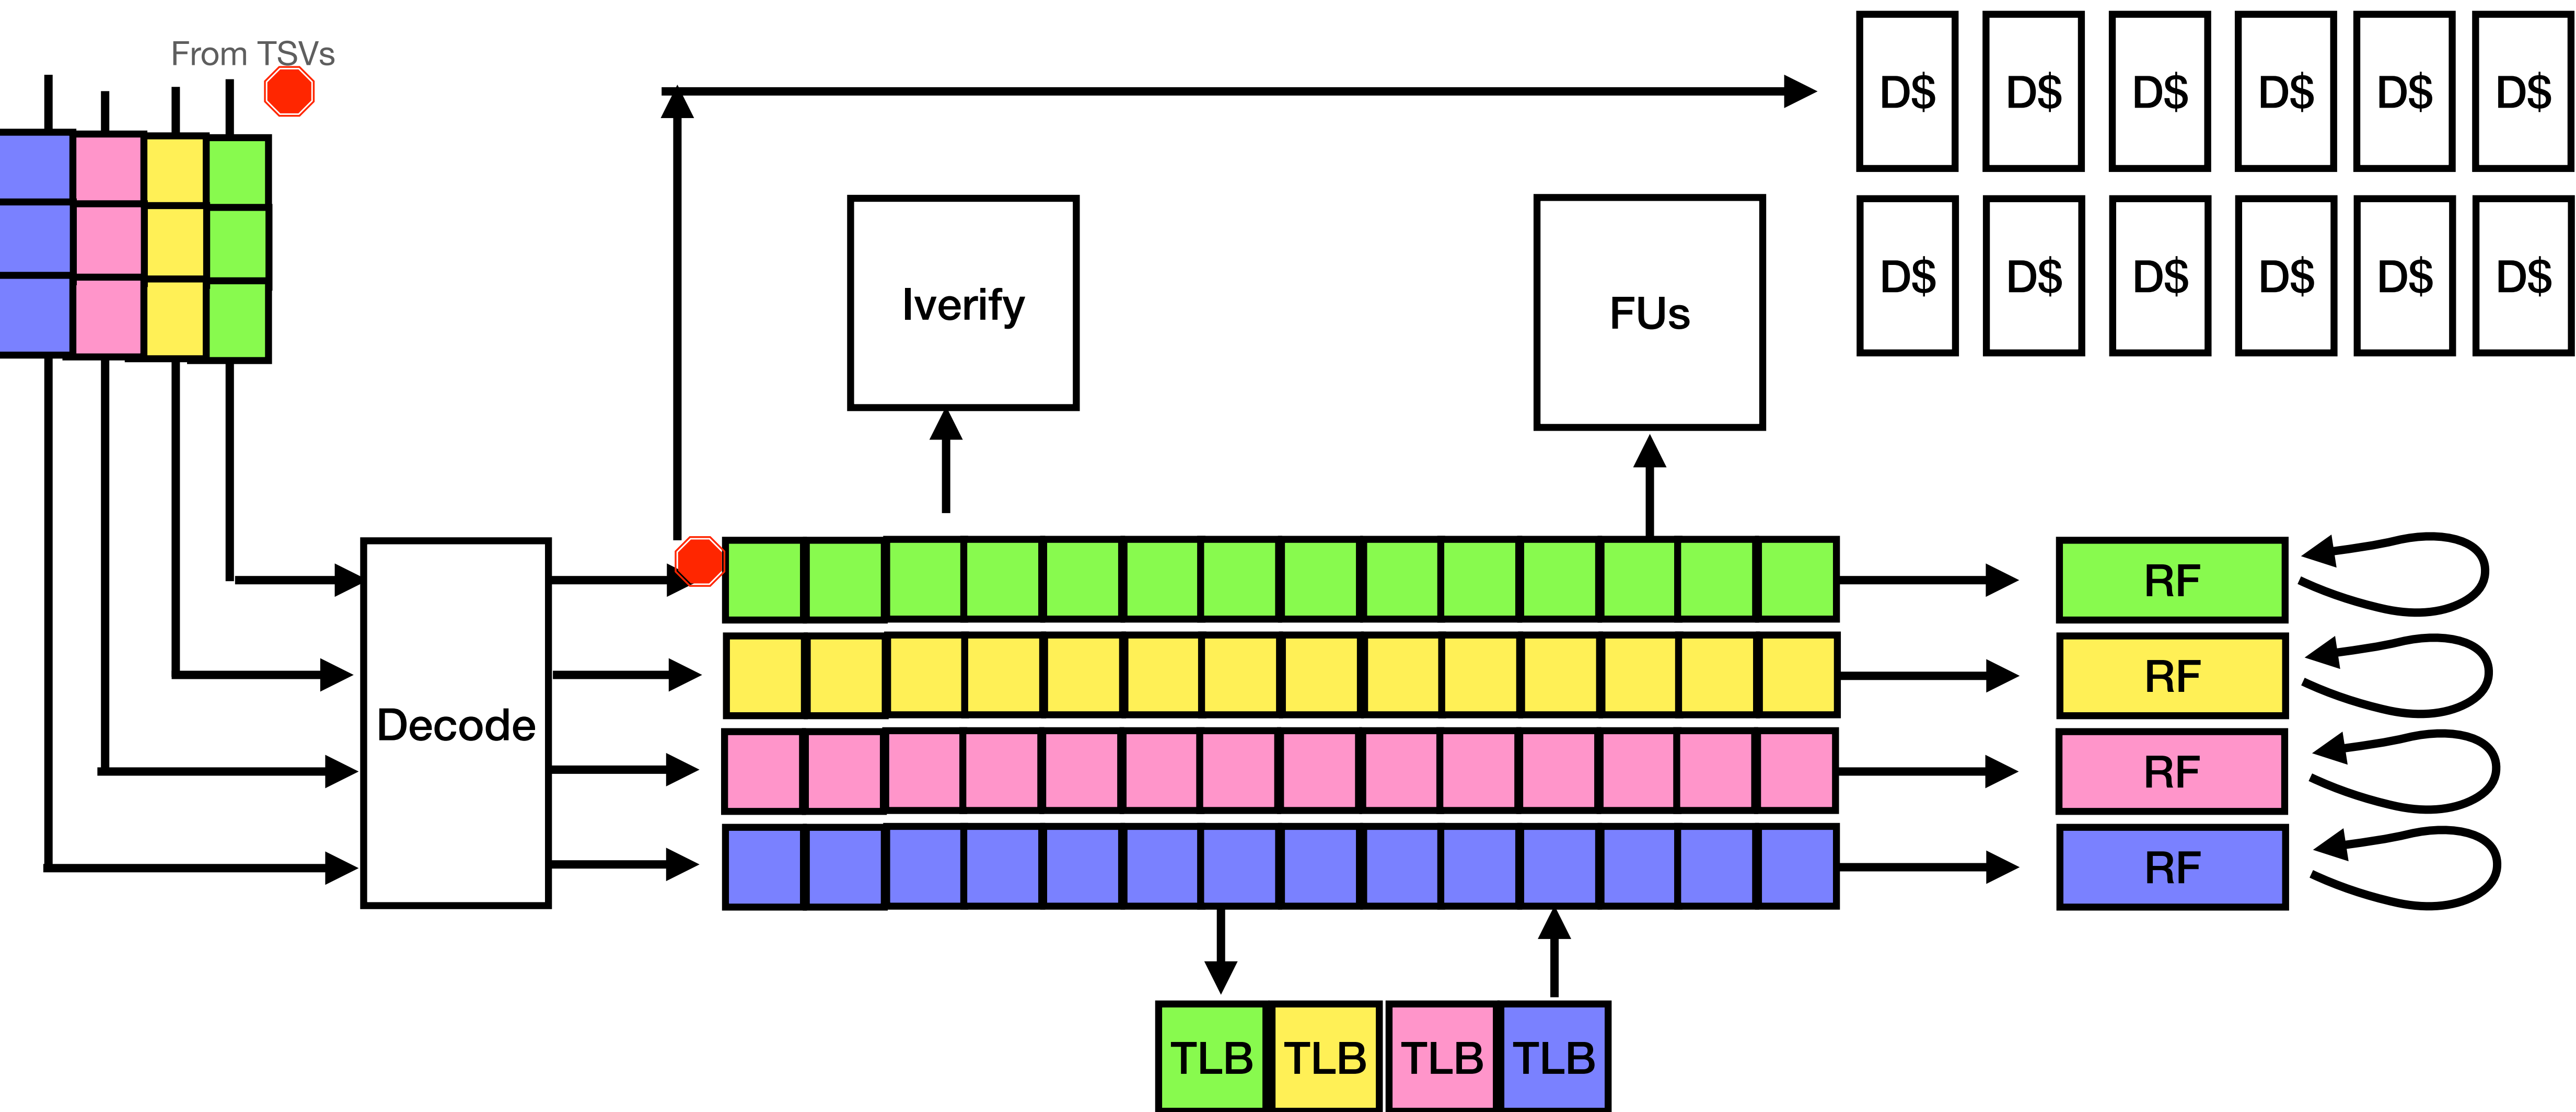 From TSVs
D$ D$ D$ D$ D$ D$
D$ D$ D$ D$ D$ D$
Iverify
FUs
Decode
RF
RF
RF
RF
TLB TLB TLB TLB